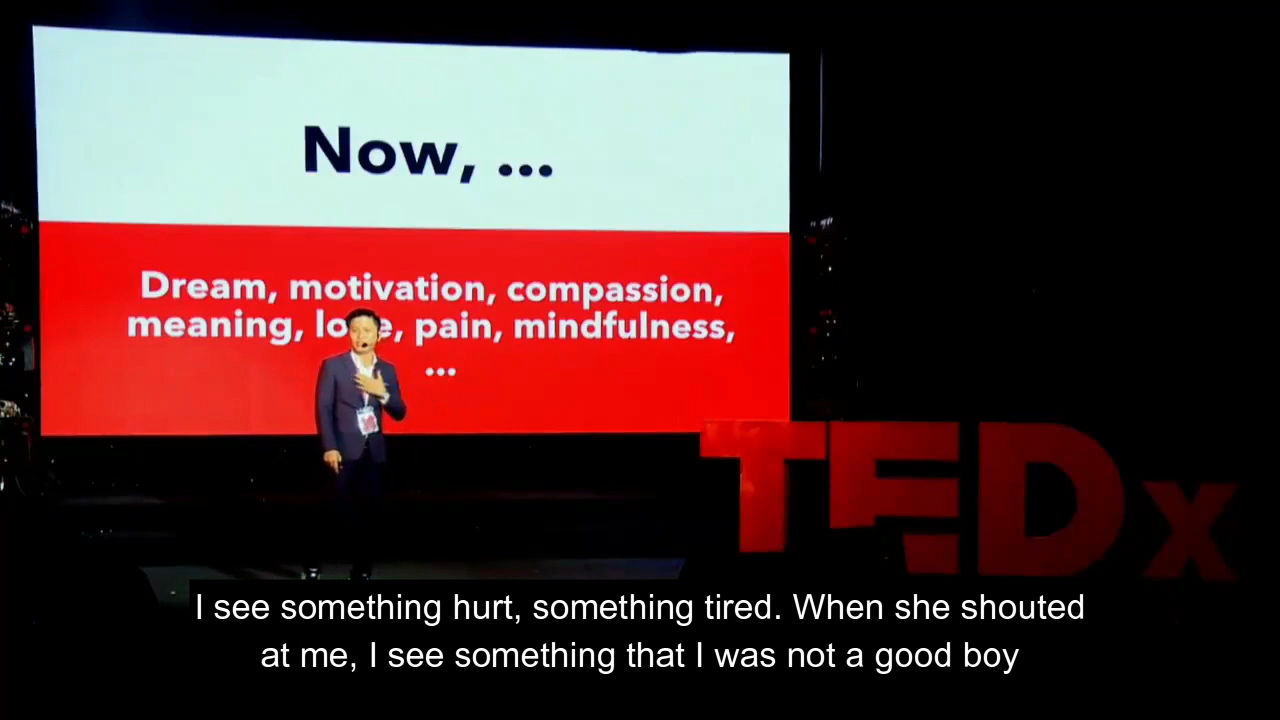 Now, ...
Dream, motivation, compassion,
meaning, love, pain, mindfulness,
...
TEDx
I see something hurt, something tired. When she shouted
at me, I see something that I was not a good boy